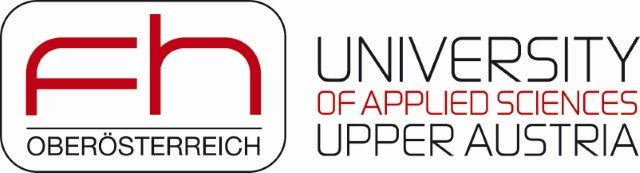 fh
OBERÖSTERREICH
UNIVERSITY
OF APPLIED SCIENCES
UPPER AUSTRIA